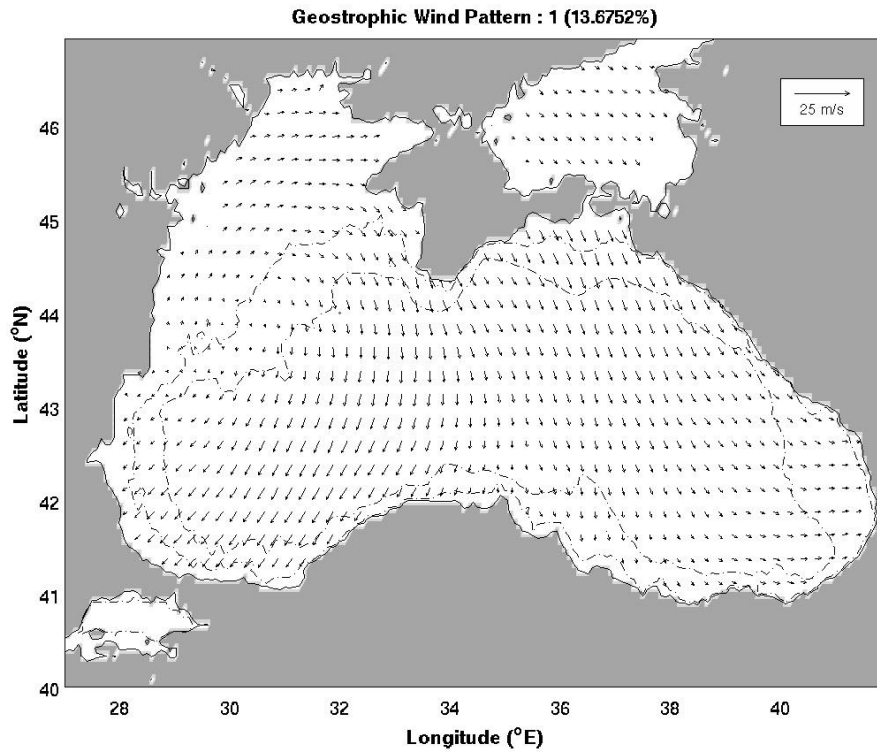 Geostrophic Wind Pattern : 1 (13.6752%)
25 m/s
46
45
44
43
42
41
40
28 30 32 34 36 38 40
Latitude (°N)
Longitude (°E)